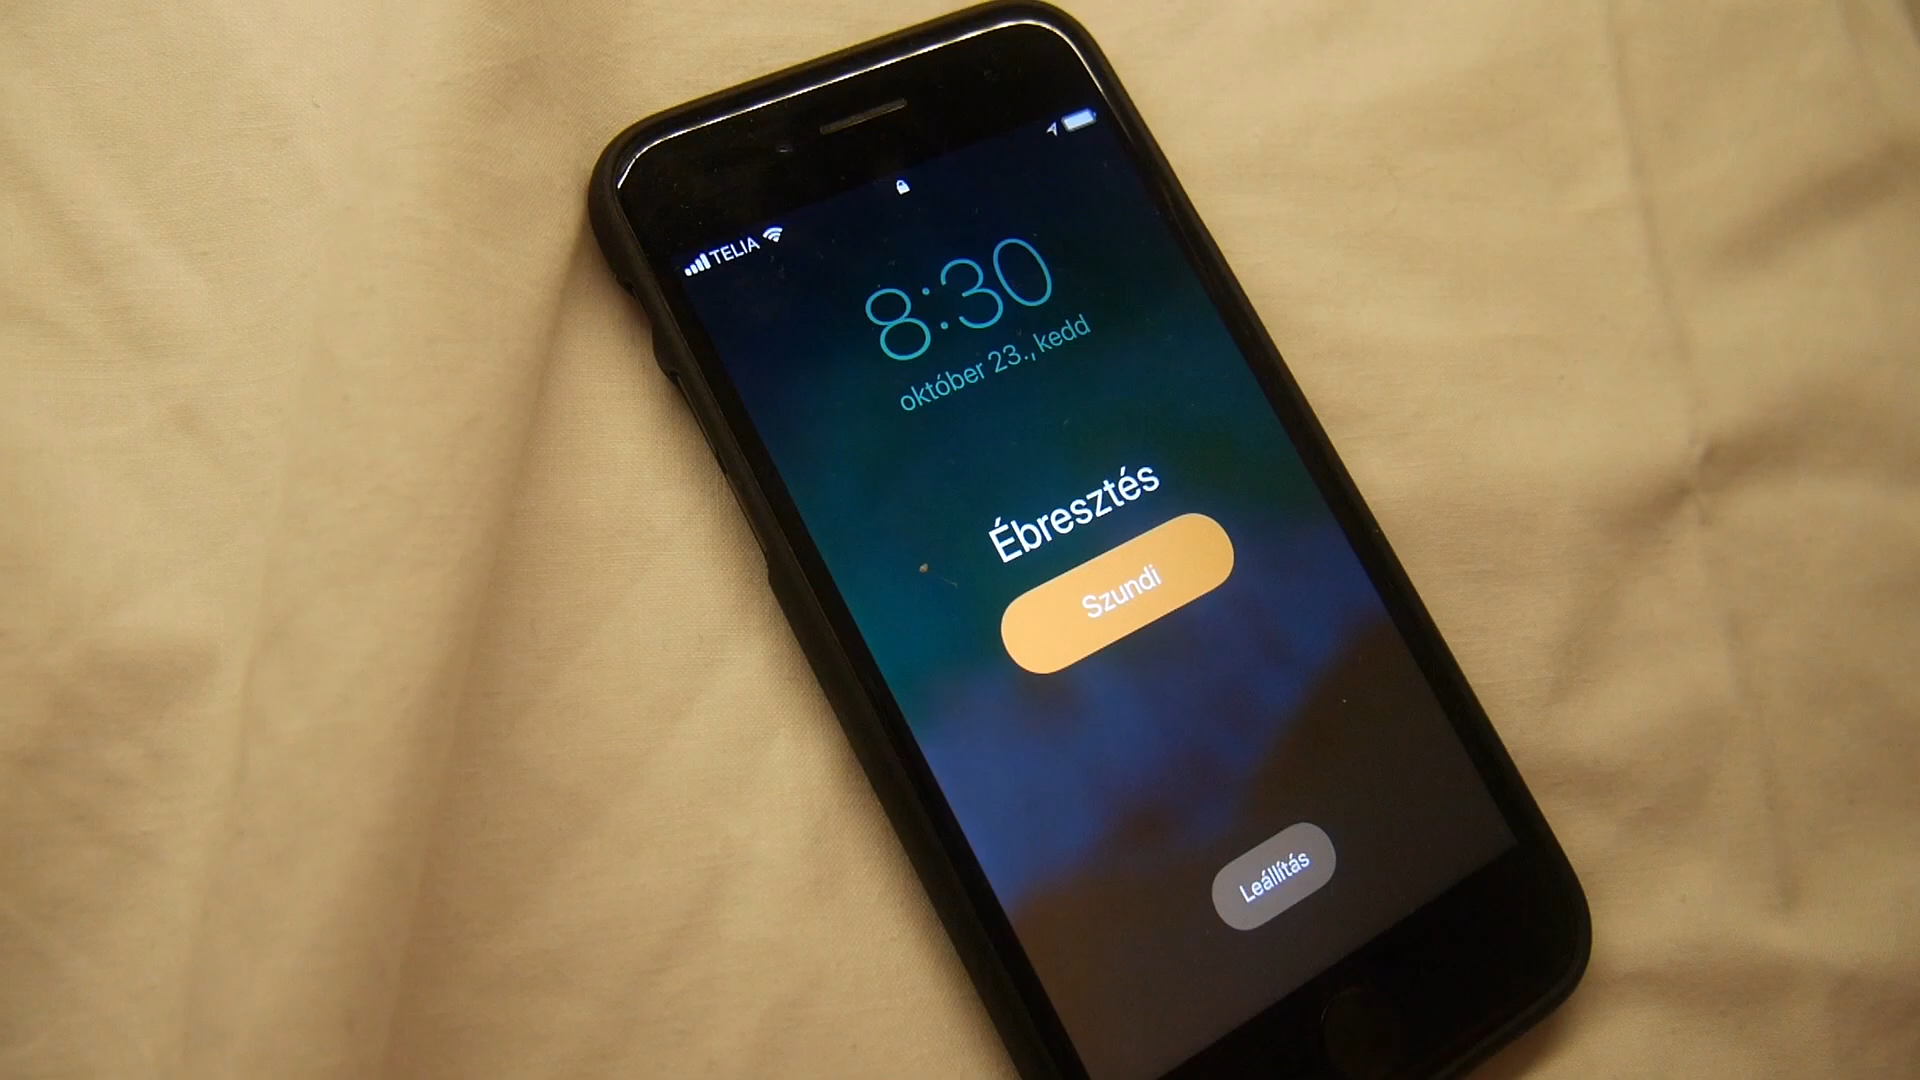 TELIA
8:30
október 23., kedd
Ébresztés
Szundi
Leállítás